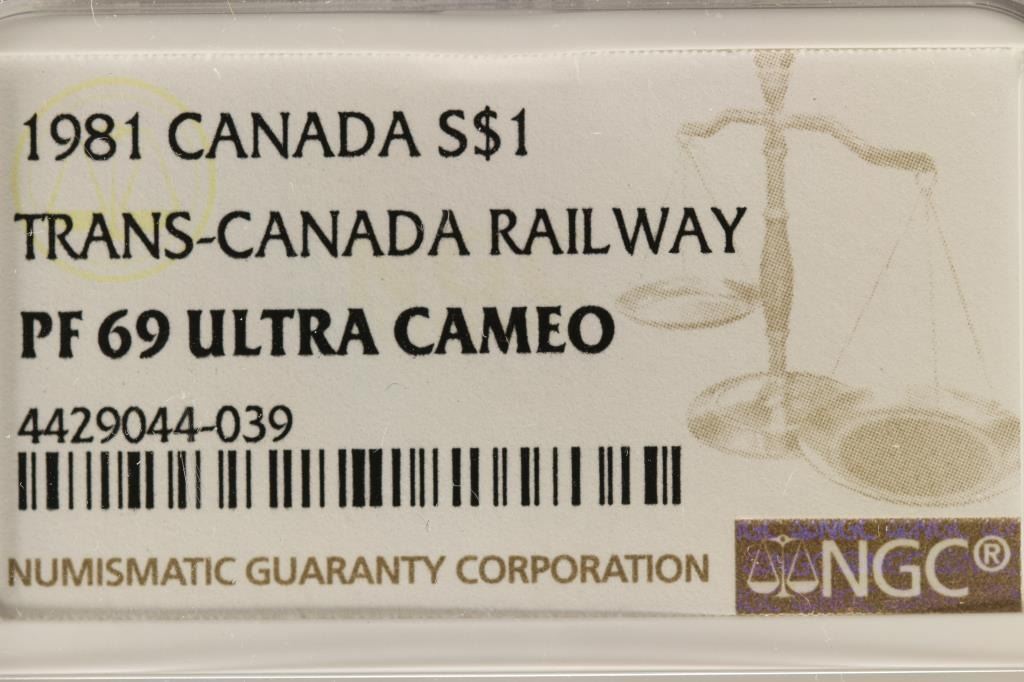 1981 CANADA S$1
TRANS-CANADA RAILWAY
PF 69 ULTRA CAMEO
4429044-039
NUMISMATIC GUARANTY CORPORATION
NGC®